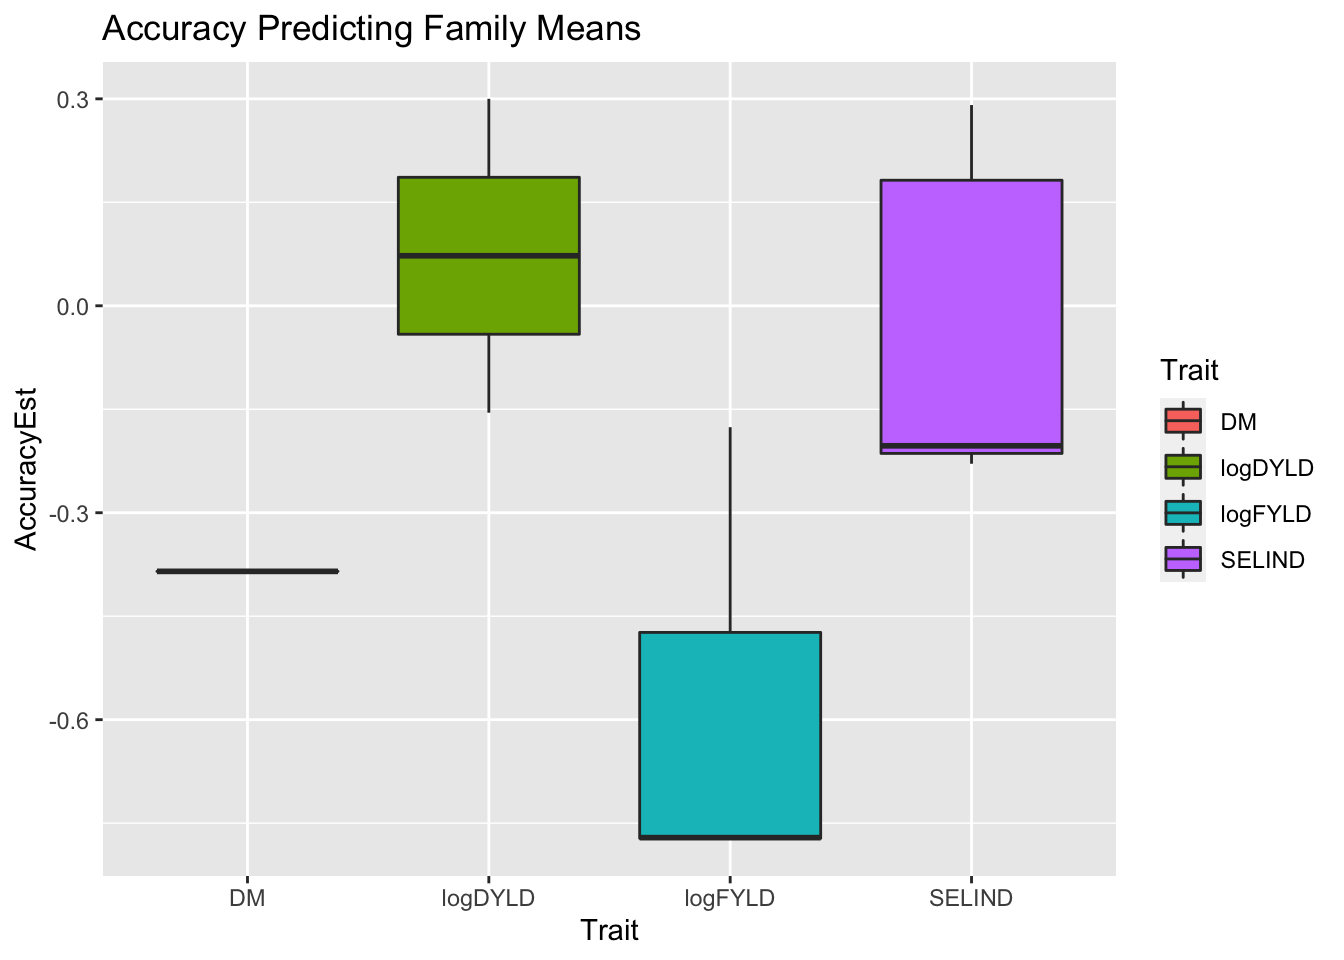 Accuracy Predicting Family Means
AccuracyEst
0.3
0.0
-0.3
-0.6
DM
logDYLD
logFYLD
SELIND
Trait
Trait
DM
logDYLD
logFYLD
SELIND